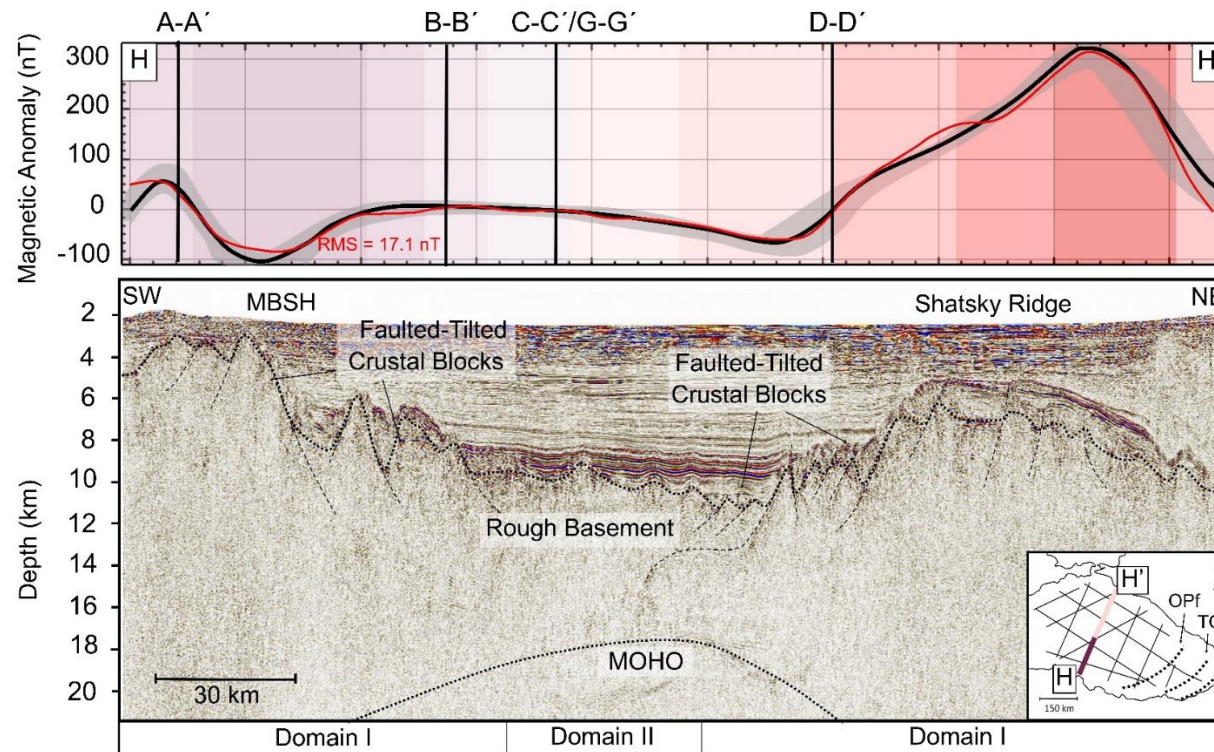 A-A´
B-B´
C-C´/G-G´
D-D´
Magnetic Anomaly (nT)
300
200
100
0
-100
H
H
RMS = 17.1 nT
SW
MBSH
Shatsky Ridge
Faulted-Tilted
Crustal Blocks
Faulted-Tilted
Crustal Blocks
Rough Basement
MOHO
Depth (km)
2
4
6
8
10
12
14
16
18
20
30 km
H'
OPf
H
150 km
Domain I
Domain II
Domain I